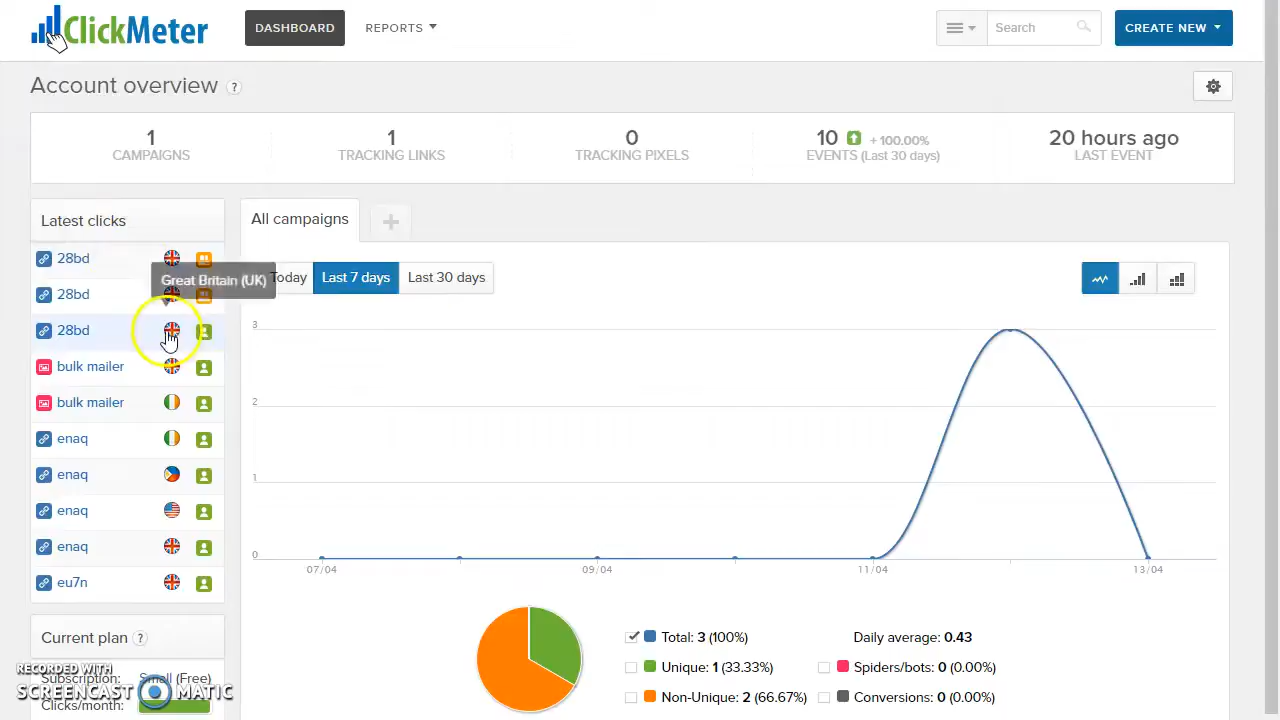 ClickMeter
DASHBOARD
REPORTS
Search
CREATE NEW
Account overview ?
1
CAMPAIGNS
1
TRACKING LINKS
0
TRACKING PIXELS
10 + 100.00%
EVENTS (Last 30 days)
20 hours ago
LAST EVENT
Latest clicks
28bd
28bd
Great Britain (UK)
28bd
bulk mailer
bulk mailer
enaq
enaq
enaq
enaq
eu7n
Current plan ?
Subscription: Small (Free)
Clicks/month:
RECORDED WITH
SCREENCAST MATIC
All campaigns
Today
Last 7 days
Last 30 days
3
2
1
0
07/04
09/04
11/04
13/04
Total: 3 (100%)
Daily average: 0.43
Unique: 1 (33.33%)
Spiders/bots: 0 (0.00%)
Non-Unique: 2 (66.67%)
Conversions: 0 (0.00%)